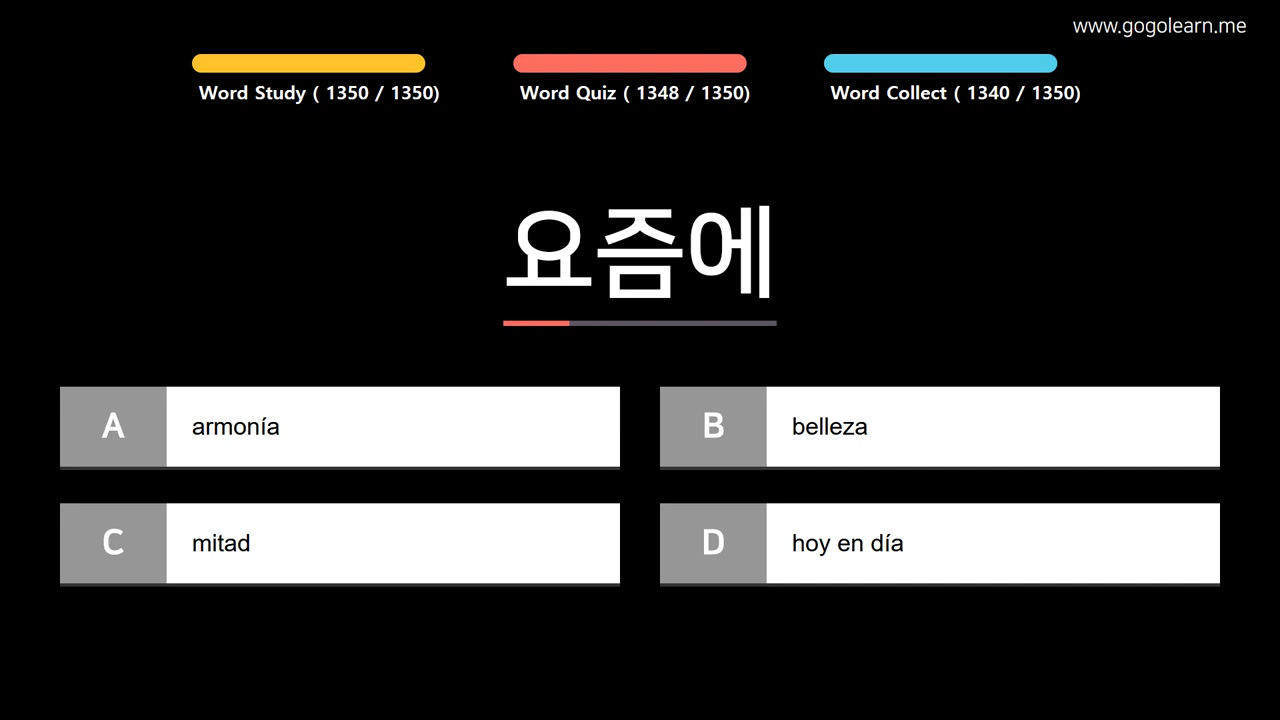 www.gogolearn.me
Word Study ( 1350 / 1350)
Word Quiz ( 1348 / 1350)
Word Collect ( 1340 / 1350)
요즘에
A armonía
B belleza
C mitad
D hoy en día